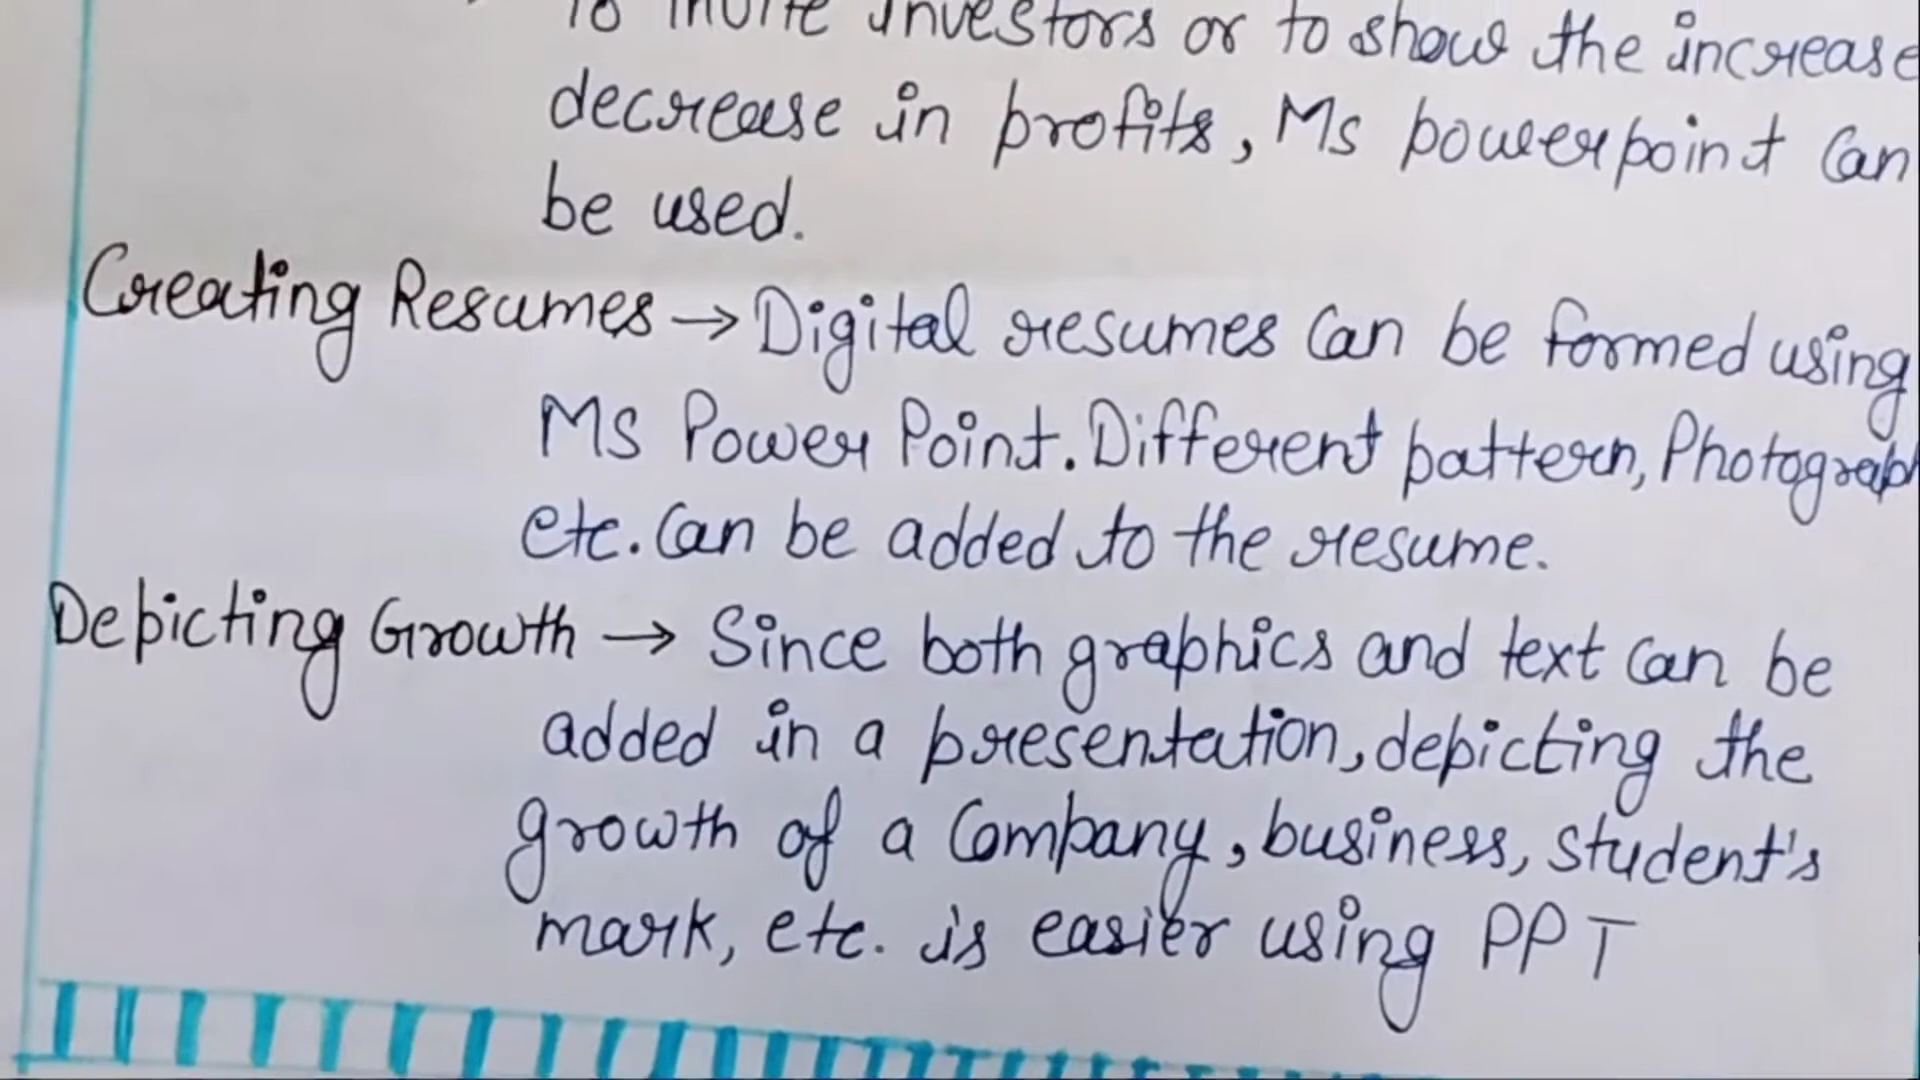 To invite investors or to show the increase
decrease in profits, Ms powerpoint can
be used.
Creating Resumes → Digital resumes can be formed using
Ms Power Point. Different pattern, Photograph
etc. can be added to the resume.
Depicting Growth → Since both graphics and text can be
added in a presentation, depicting the
growth of a Company, business, student's
mark, etc. is easier using PPT